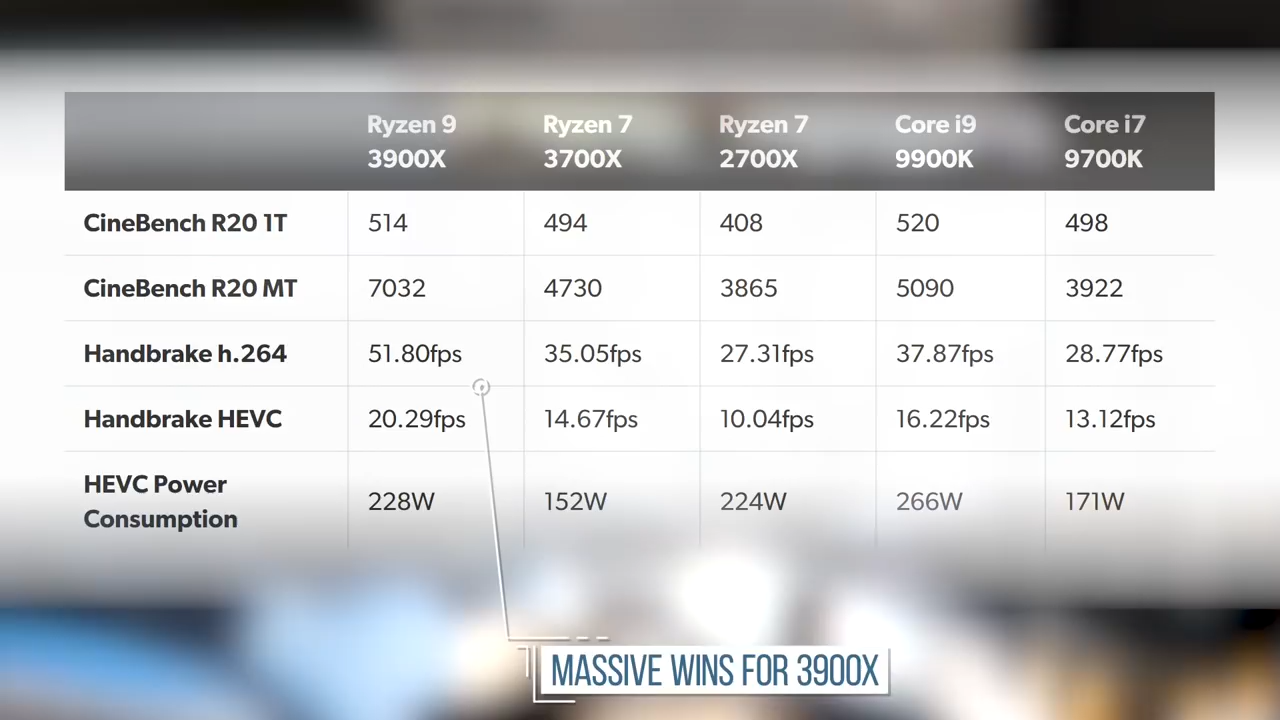 Ryzen 9 Ryzen 7 Ryzen 7 Core i9 Core i7
3900X 3700X 2700X 9900K 9700K
CineBench R20 1T 514 494 408 520 498
CineBench R20 MT 7032 4730 3865 5090 3922
Handbrake h.264 51.80fps 35.05fps 27.31fps 37.87fps 28.77fps
Handbrake HEVC 20.29fps 14.67fps 10.04fps 16.22fps 13.12fps
HEVC Power
Consumption 228W 152W 224W 266W 171W
MASSIVE WINS FOR 3900X